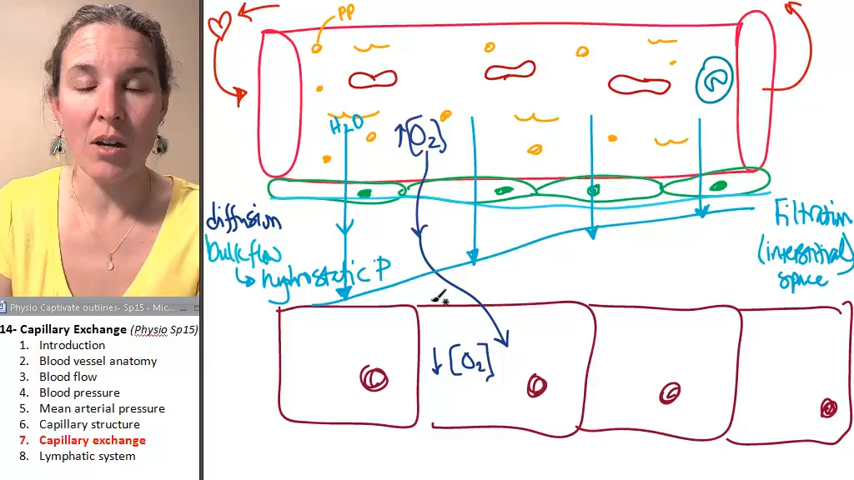 PP
H2O
↑[O2]
diffusion
bulk flow
↳ hydrostatic P
Filtration
(interstitial)
space
↓[O2]
Physio Captivate outlines- Sp15 - Mic...
14- Capillary Exchange (Physio Sp15)
1. Introduction
2. Blood vessel anatomy
3. Blood flow
4. Blood pressure
5. Mean arterial pressure
6. Capillary structure
7. Capillary exchange
8. Lymphatic system